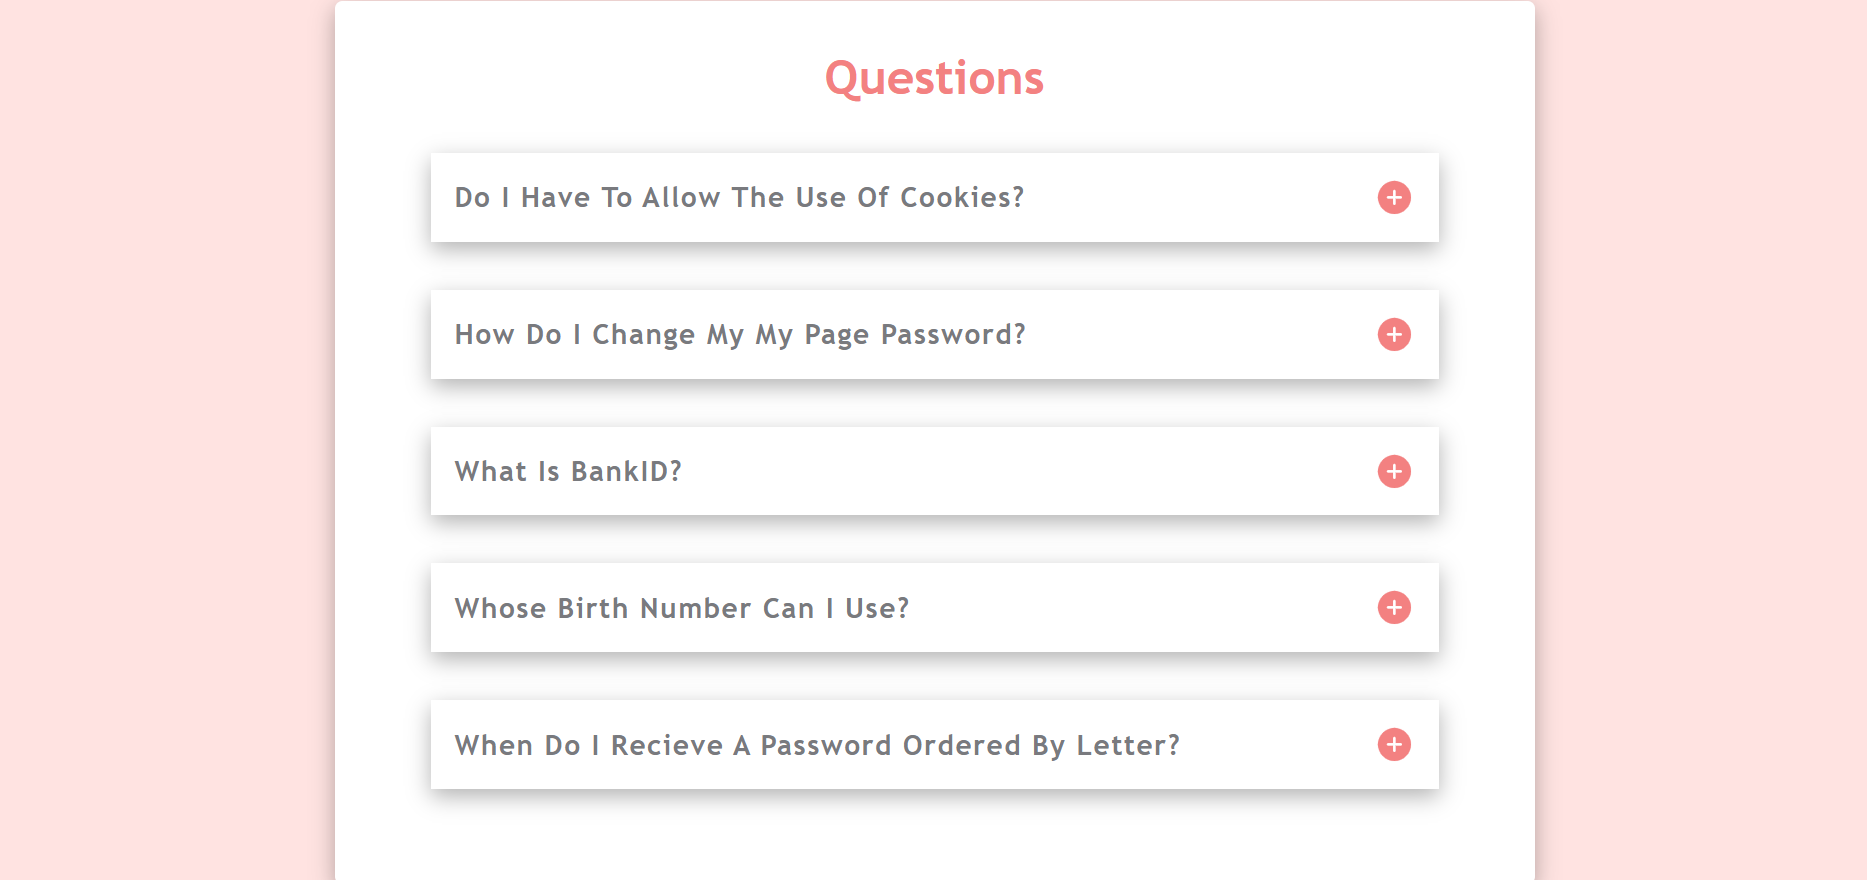 Questions
Do I Have To Allow The Use Of Cookies?
How Do I Change My My Page Password?
What Is BankID?
Whose Birth Number Can I Use?
When Do I Recieve A Password Ordered By Letter?